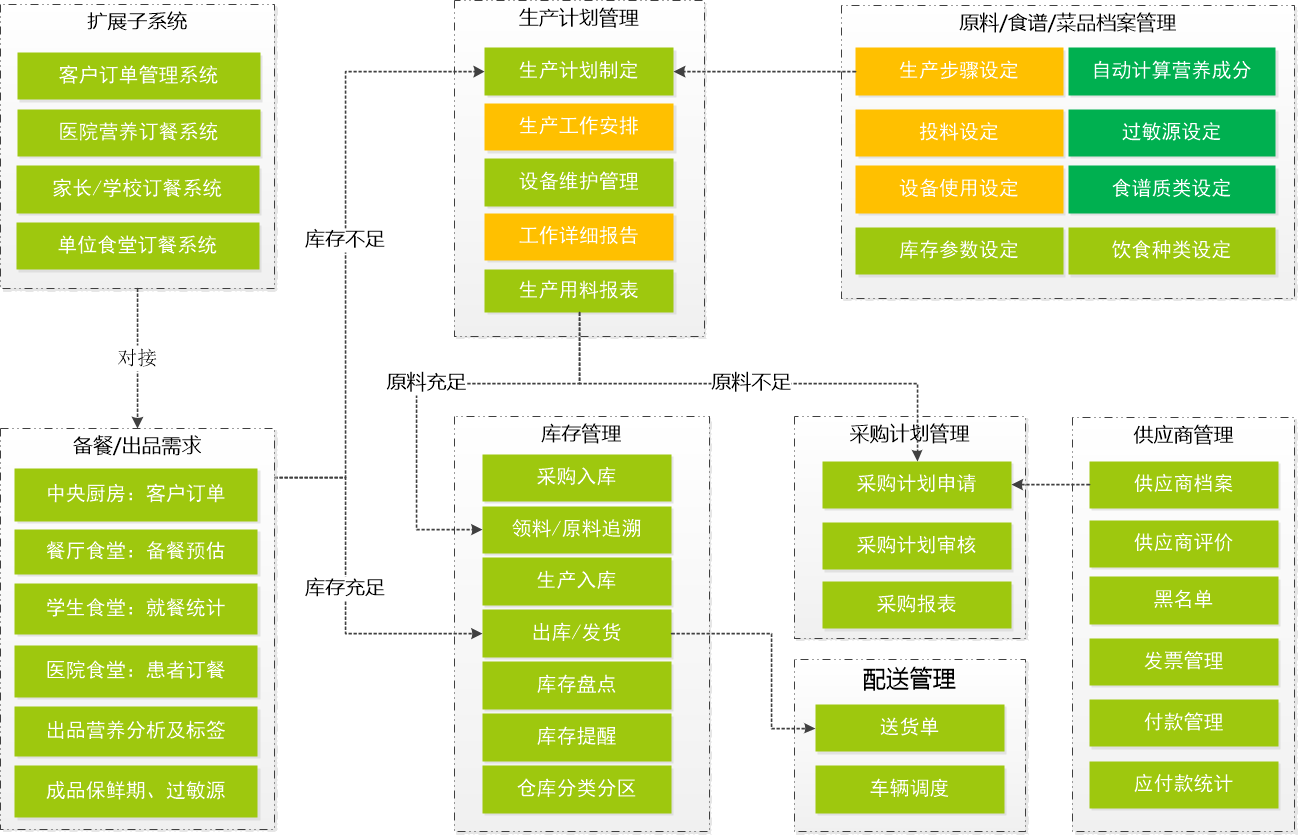 扩展子系统
客户订单管理系统
医院营养订餐系统
家长/学校订餐系统
单位食堂订餐系统
对接
备餐/出品需求
中央厨房：客户订单
餐厅食堂：备餐预估
学生食堂：就餐统计
医院食堂：患者订餐
出品营养分析及标签
成品保鲜期、过敏源
库存不足
库存充足
生产计划管理
生产计划制定
生产工作安排
设备维护管理
工作详细报告
生产用料报表
原料/食谱/菜品档案管理
生产步骤设定
自动计算营养成分
投料设定
过敏源设定
设备使用设定
食谱质类设定
库存参数设定
饮食种类设定
原料充足
原料不足
库存管理
采购入库
领料/原料追溯
生产入库
出库/发货
库存盘点
库存提醒
仓库分类分区
采购计划管理
采购计划申请
采购计划审核
采购报表
配送管理
送货单
车辆调度
供应商管理
供应商档案
供应商评价
黑名单
发票管理
付款管理
应付款统计